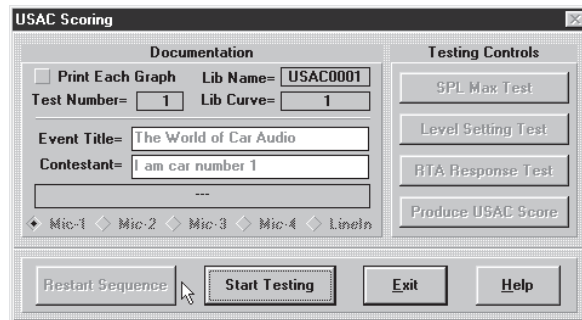 USAC Scoring
Documentation
Print Each Graph Lib Name= USAC0001
Test Number= 1 Lib Curve= 1
Event Title= The World of Car Audio
Contestant= I am car number 1
---
Mic-1 Mic-2 Mic-3 Mic-4 LineIn
Testing Controls
SPL Max Test
Level Setting Test
RTA Response Test
Produce USAC Score
Restart Sequence Start Testing Exit Help